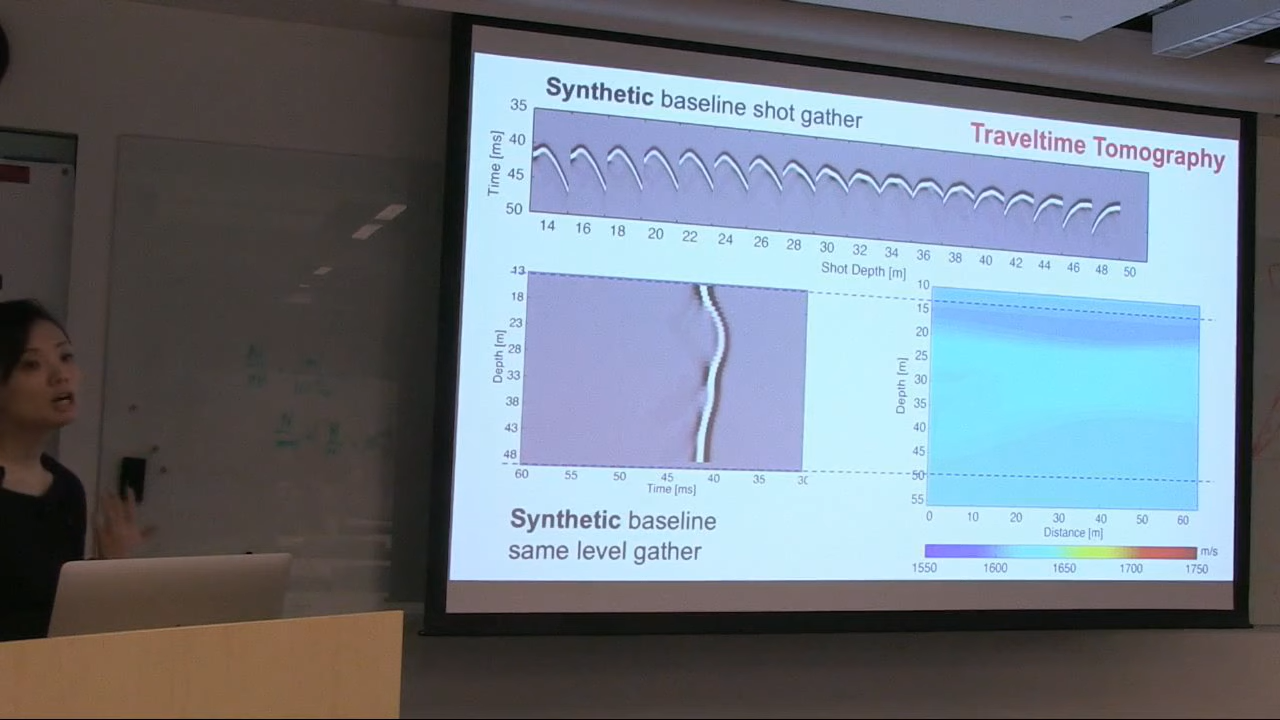 Synthetic baseline shot gather
Traveltime Tomography
35
40
45
50
Time [ms]
14 16 18 20 22 24 26 28 30 32 34 36 38 40 42 44 46 48 50
Shot Depth [m]
13
18
23
28
33
38
43
48
Depth [m]
60 55 50 45 40 35
Time [ms]
Synthetic baseline
same level gather
10
15
20
25
30
35
40
45
50
55
Depth [m]
0 10 20 30 40 50 60
Distance [m]
m/s
1550 1600 1650 1700 1750